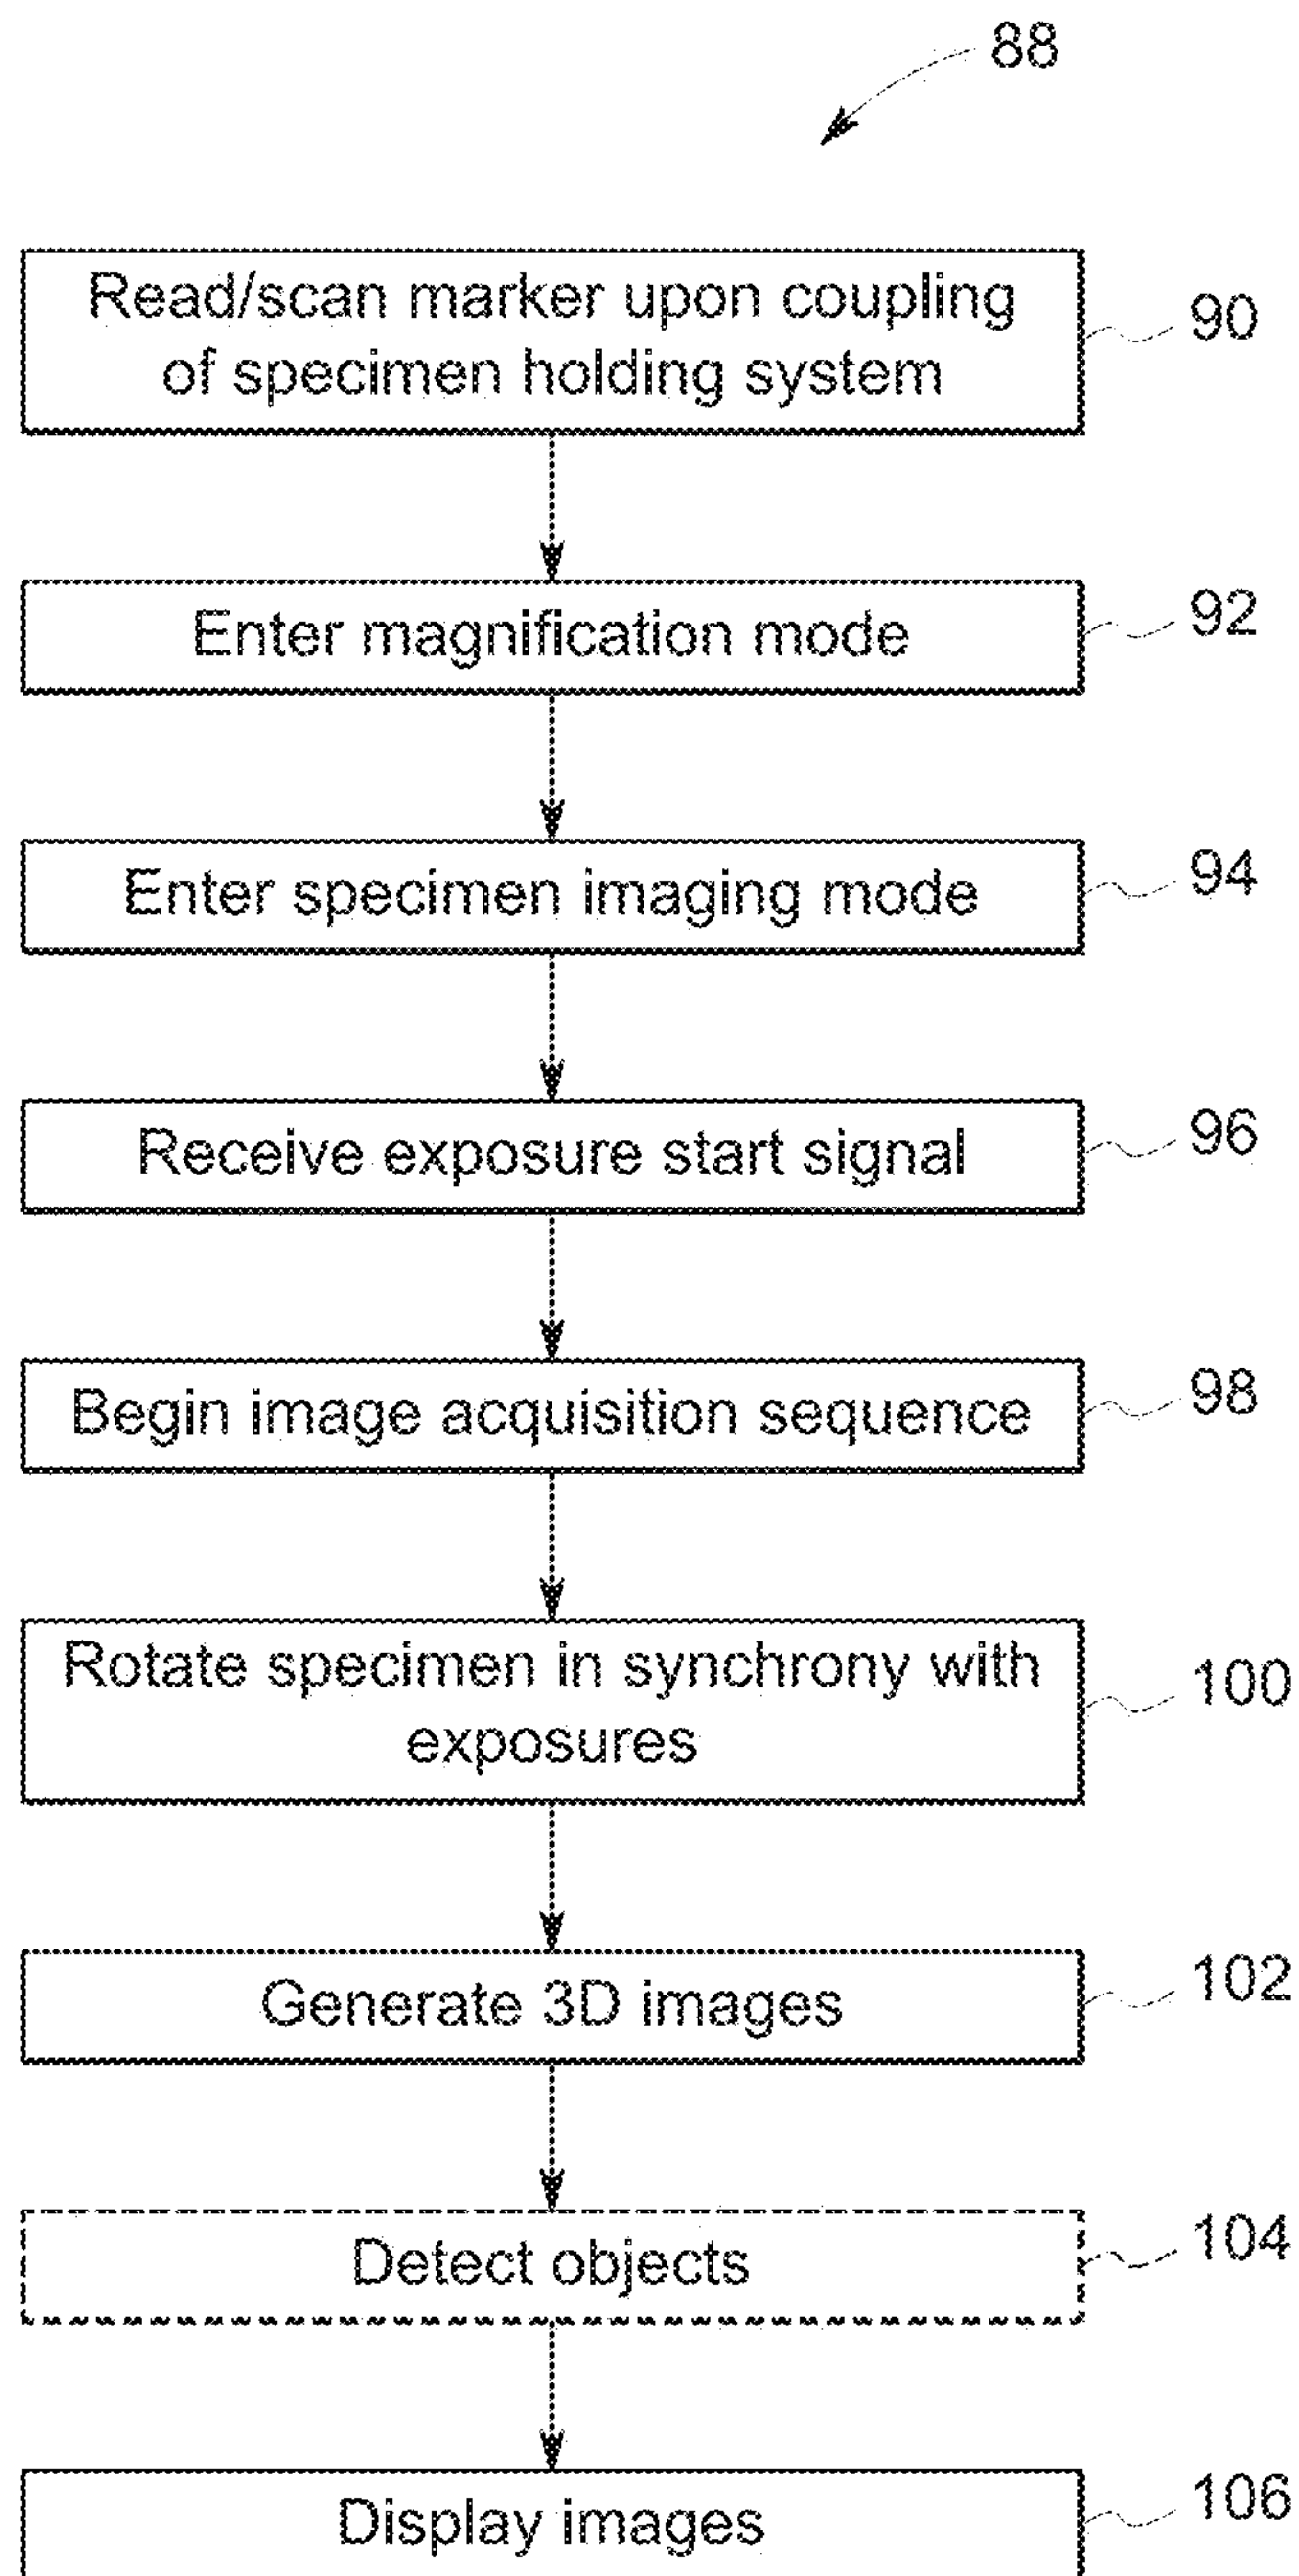 88
Read/scan marker upon coupling
of specimen holding system
90
Enter magnification mode
92
Enter specimen imaging mode
94
Receive exposure start signal
96
Begin image acquisition sequence
98
Rotate specimen in synchrony with
exposures
100
Generate 3D images
102
Detect objects
104
Display images
106